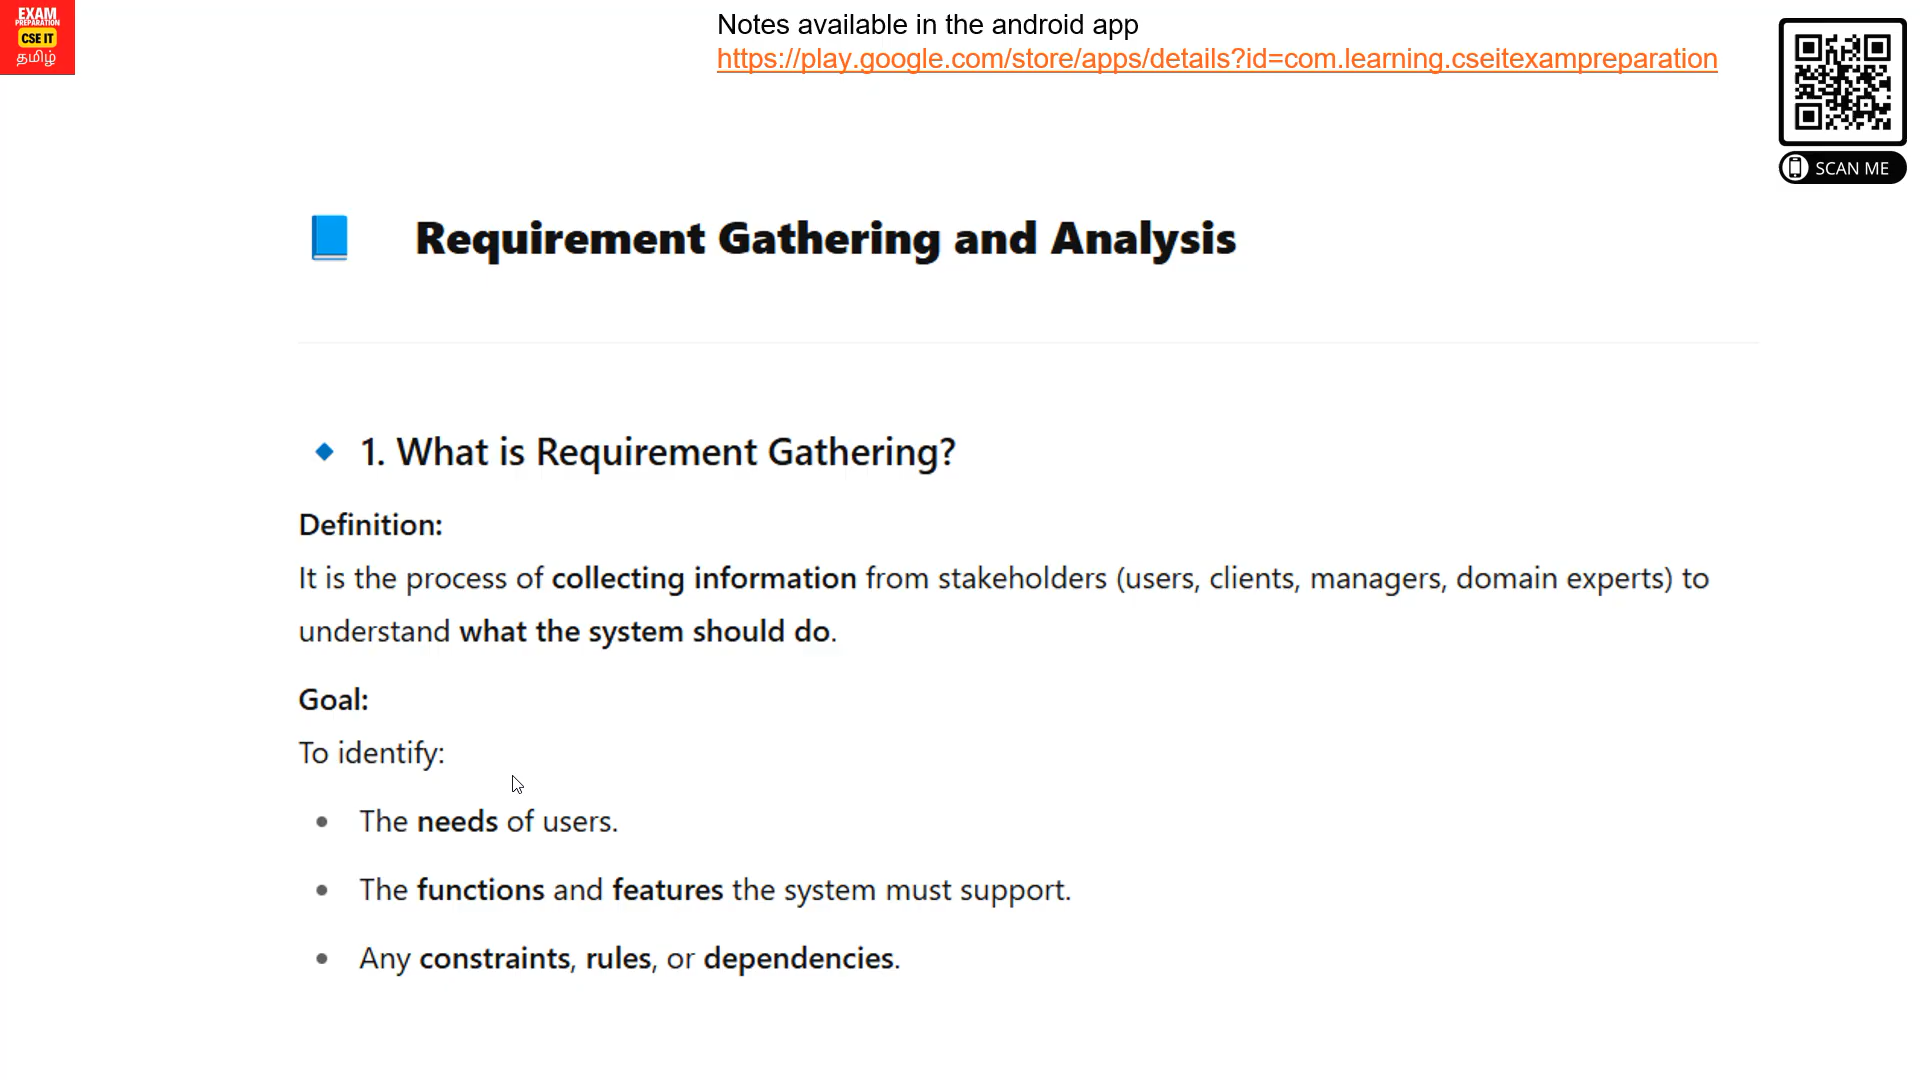 EXAM
PREPARATION
CSE IT
தமிழ்
Notes available in the android app
https://play.google.com/store/apps/details?id=com.learning.cseitexampreparation
SCAN ME
Requirement Gathering and Analysis
1. What is Requirement Gathering?
Definition:
It is the process of collecting information from stakeholders (users, clients, managers, domain experts) to
understand what the system should do.
Goal:
To identify:
• The needs of users.
• The functions and features the system must support.
• Any constraints, rules, or dependencies.